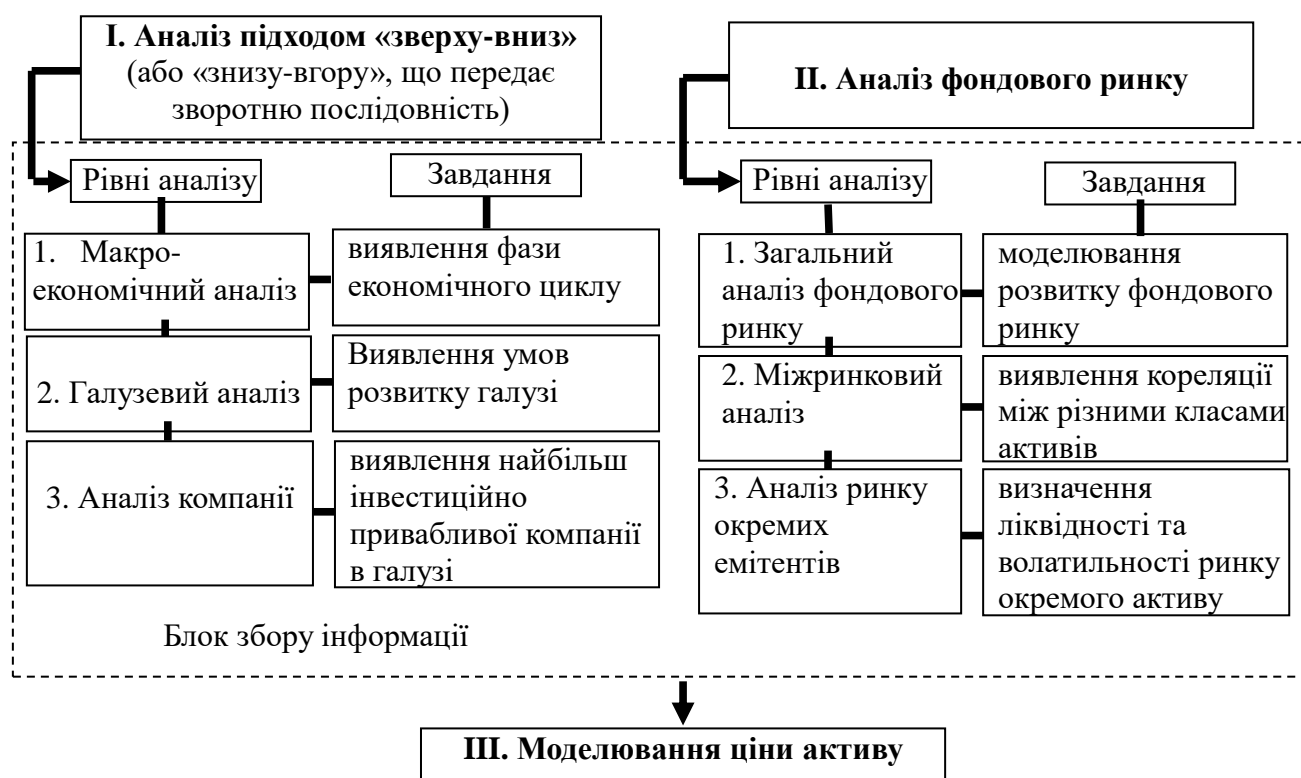 I. Аналіз підходом «зверху-вниз»
(або «знизу-вгору», що передає
зворотню послідовність)
II. Аналіз фондового ринку
Рівні аналізу
Завдання
1. Макро-
економічний аналіз
виявлення фази
економічного циклу
2. Галузевий аналіз
Виявлення умов
розвитку галузі
3. Аналіз компанії
виявлення найбільш
інвестиційно
привабливої компанії
в галузі
Рівні аналізу
Завдання
1. Загальний
аналіз фондового
ринку
моделювання
розвитку фондового
ринку
2. Міжринковий
аналіз
виявлення кореляції
між різними класами
активів
3. Аналіз ринку
окремих
емітентів
визначення
ліквідності та
волатильності ринку
окремого активу
Блок збору інформації
III. Моделювання ціни активу